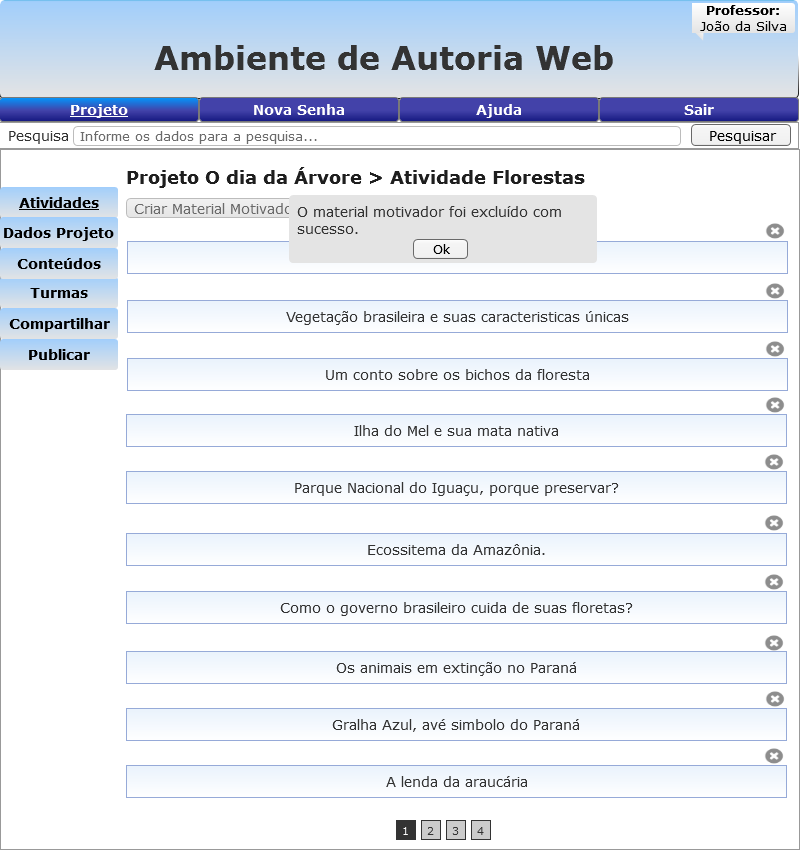 Professor:
João da Silva
Ambiente de Autoria Web
Projeto
Nova Senha
Ajuda
Sair
Pesquisa
Informe os dados para a pesquisa...
Pesquisar
Projeto O dia da Árvore > Atividade Florestas
Atividades
Dados Projeto
Conteúdos
Turmas
Compartilhar
Publicar
Criar Material Motivado
O material motivador foi excluído com
sucesso.
Ok
Vegetação brasileira e suas caracteristicas únicas
Um conto sobre os bichos da floresta
Ilha do Mel e sua mata nativa
Parque Nacional do Iguaçu, porque preservar?
Ecossitema da Amazônia.
Como o governo brasileiro cuida de suas floretas?
Os animais em extinção no Paraná
Gralha Azul, avé simbolo do Paraná
A lenda da araucária
1 2 3 4